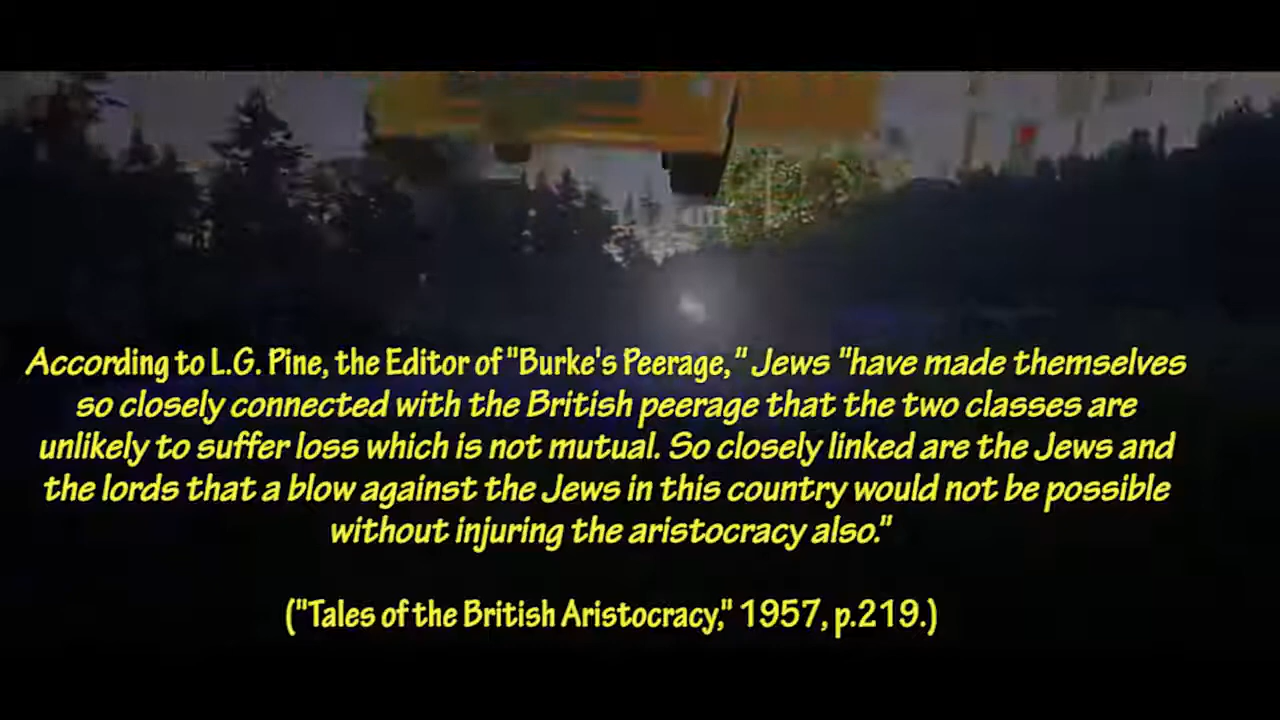 According to L.G. Pine, the Editor of "Burke's Peerage," Jews "have made themselves
so closely connected with the British peerage that the two classes are
unlikely to suffer loss which is not mutual. So closely linked are the Jews and
the lords that a blow against the Jews in this country would not be possible
without injuring the aristocracy also."
("Tales of the British Aristocracy," 1957, p.219.)